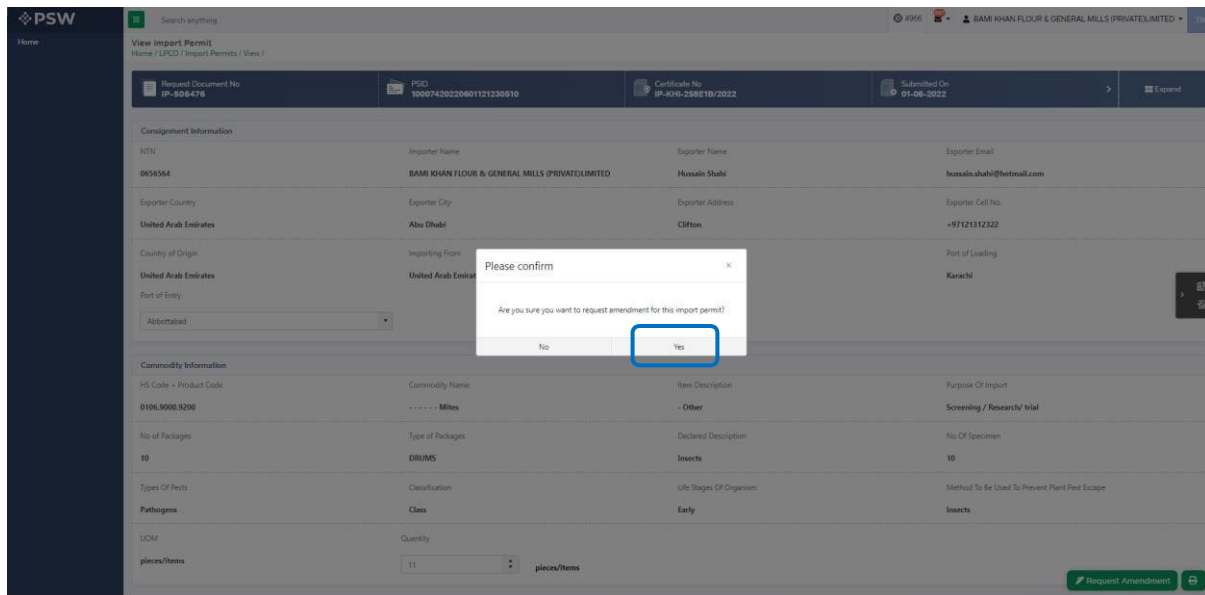 PSW
Search anything
4966
BAMI KHAN FLOUR & GENERAL MILLS (PRIVATE)LIMITED
Home
View Import Permit
Home / LPCO / Import Permits / View /
Request Document No
IP-506476
PSID
10007420220601121230510
Certificate No
IP-KHI-258E1B/2022
Submitted On
01-06-2022
Expand
Consignment Information
NTN Importer Name Exporter Name Exporter Email
0656564 BAMI KHAN FLOUR & GENERAL MILLS (PRIVATE)LIMITED Hussain Shahi hussain.shahi@hotmail.com
Exporter Country Exporter City Exporter Address Exporter Cell No.
United Arab Emirates Abu Dhabi Clifton +97121312322
Country of Origin Importing From Port of Loading
United Arab Emirates United Arab Emirat Karachi
Port of Entry
Abbottabad
Please confirm
×
Are you sure you want to request amendment for this import permit?
No Yes
Commodity Information
HS Code + Product Code Commodity Name Item Description Purpose Of Import
0106.9000.9200 - - - - - - Mites - Other Screening / Research/ trial
No of Packages Type of Packages Declared Description No Of Specimen
10 DRUMS Insects 10
Types Of Pests Classification Life Stages Of Organism Method To Be Used To Prevent Plant Pest Escape
Pathogens Class Early Insects
UOM Quantity
pieces/items 11 pieces/items
Request Amendment